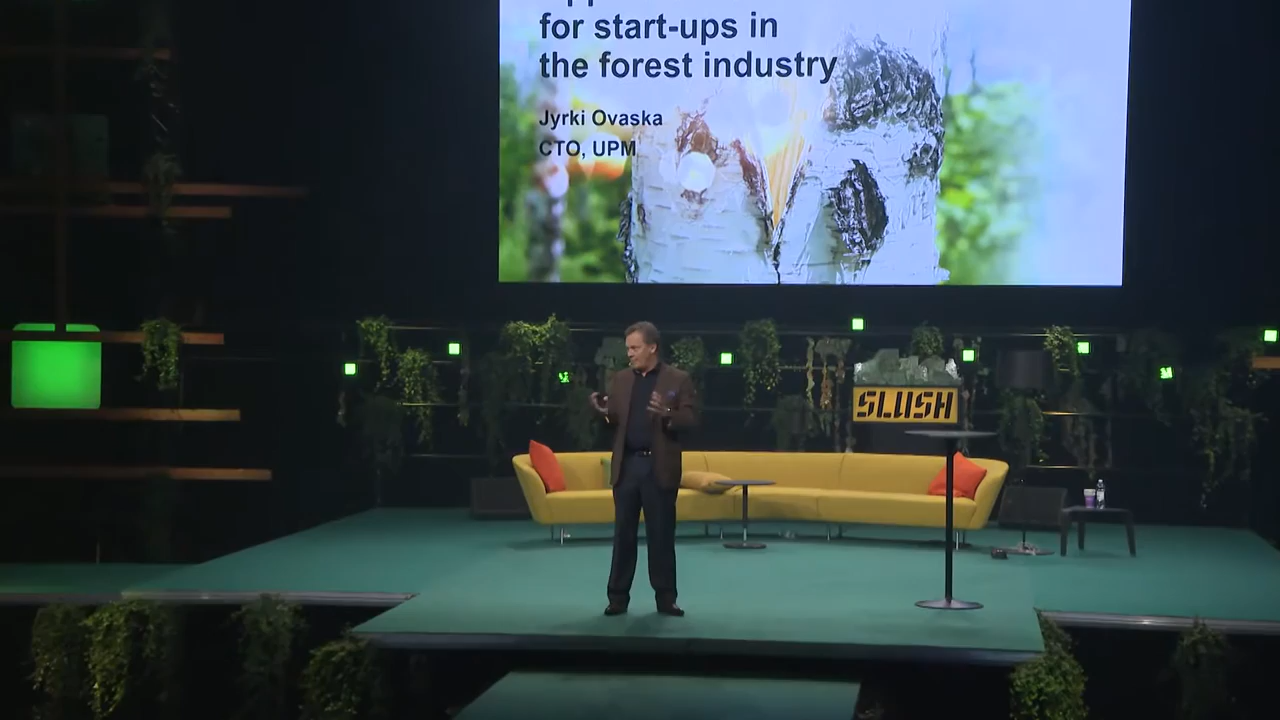 for start-ups in
the forest industry
Jyrki Ovaska
CTO, UPM
SLUSH